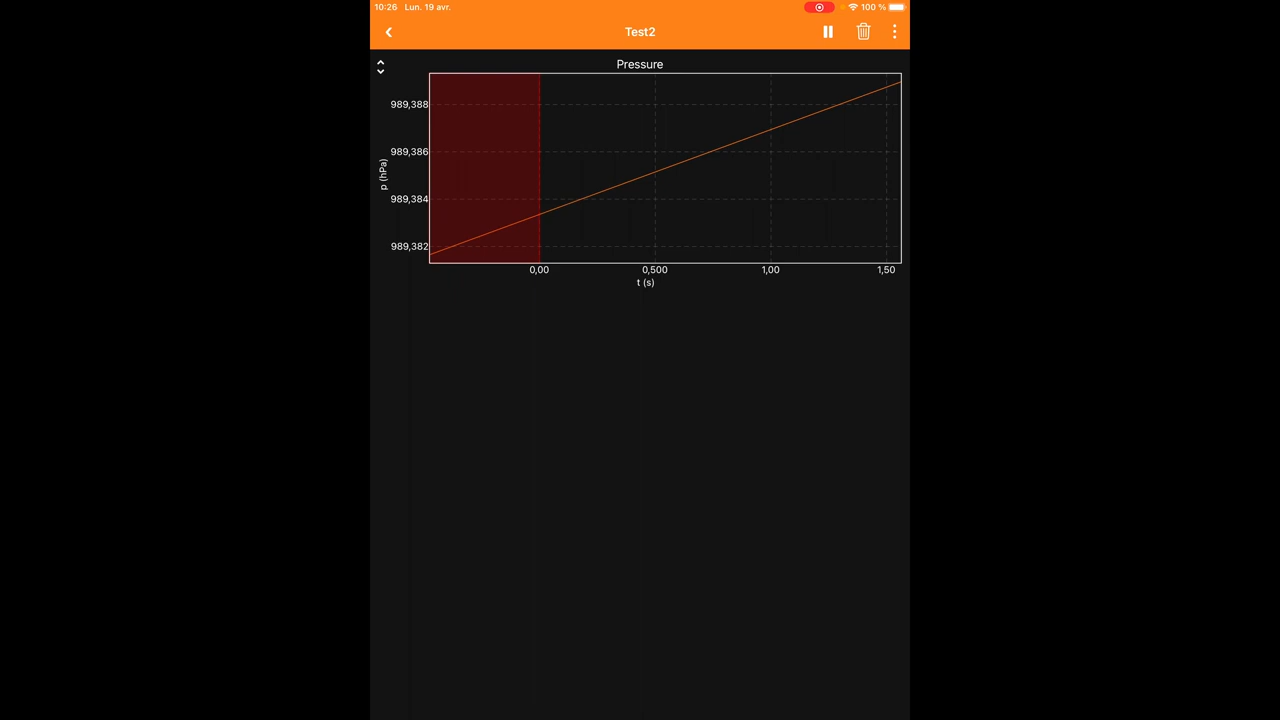 10:26 Lun. 19 avr. 100 %
Test2
Pressure
989,388
989,386
989,384
989,382
p (hPa)
0,00 0,500 1,00 1,50
t (s)